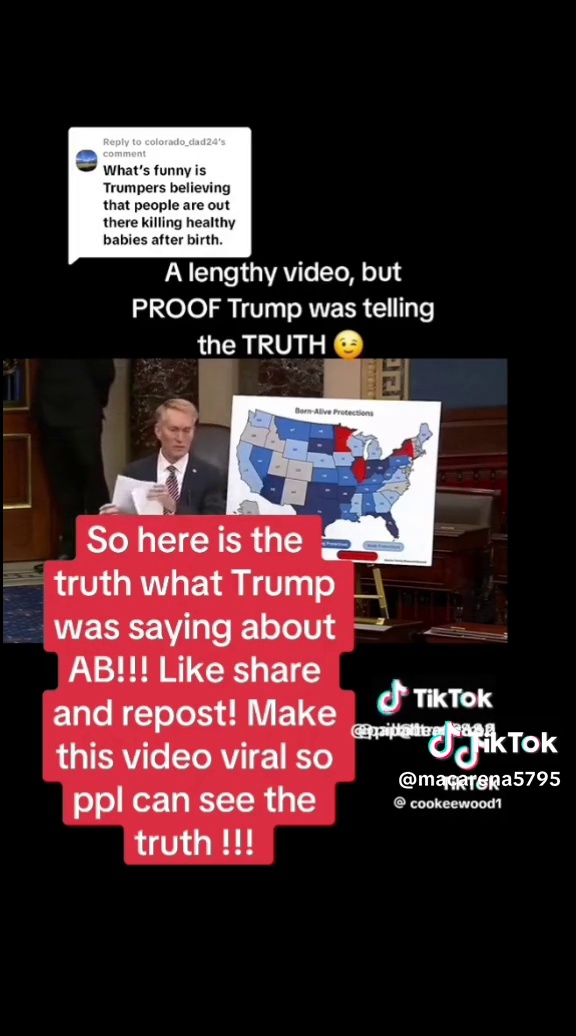 Reply to colorado_dad24's
comment
What's funny is
Trumpers believing
that people are out
there killing healthy
babies after birth.
A lengthy video, but
PROOF Trump was telling
the TRUTH 😉
Born-Alive Protections
So here is the
truth what Trump
was saying about
AB!!! Like share
and repost! Make
this video viral so
ppl can see the
truth !!!
TikTok
TikTok
@macarena5795
TikTok
@ cookeewood1